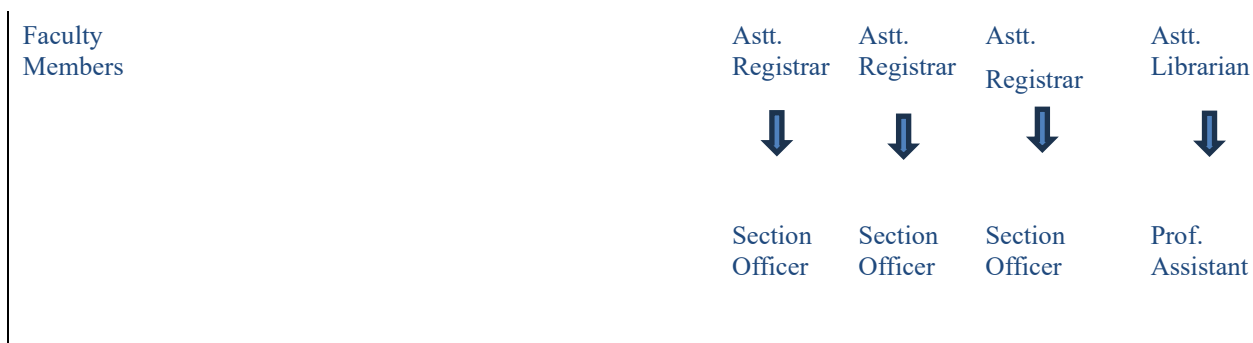 Faculty
Members
Astt.
Registrar
Astt.
Registrar
Astt.
Registrar
Astt.
Librarian
Section
Officer
Section
Officer
Section
Officer
Prof.
Assistant